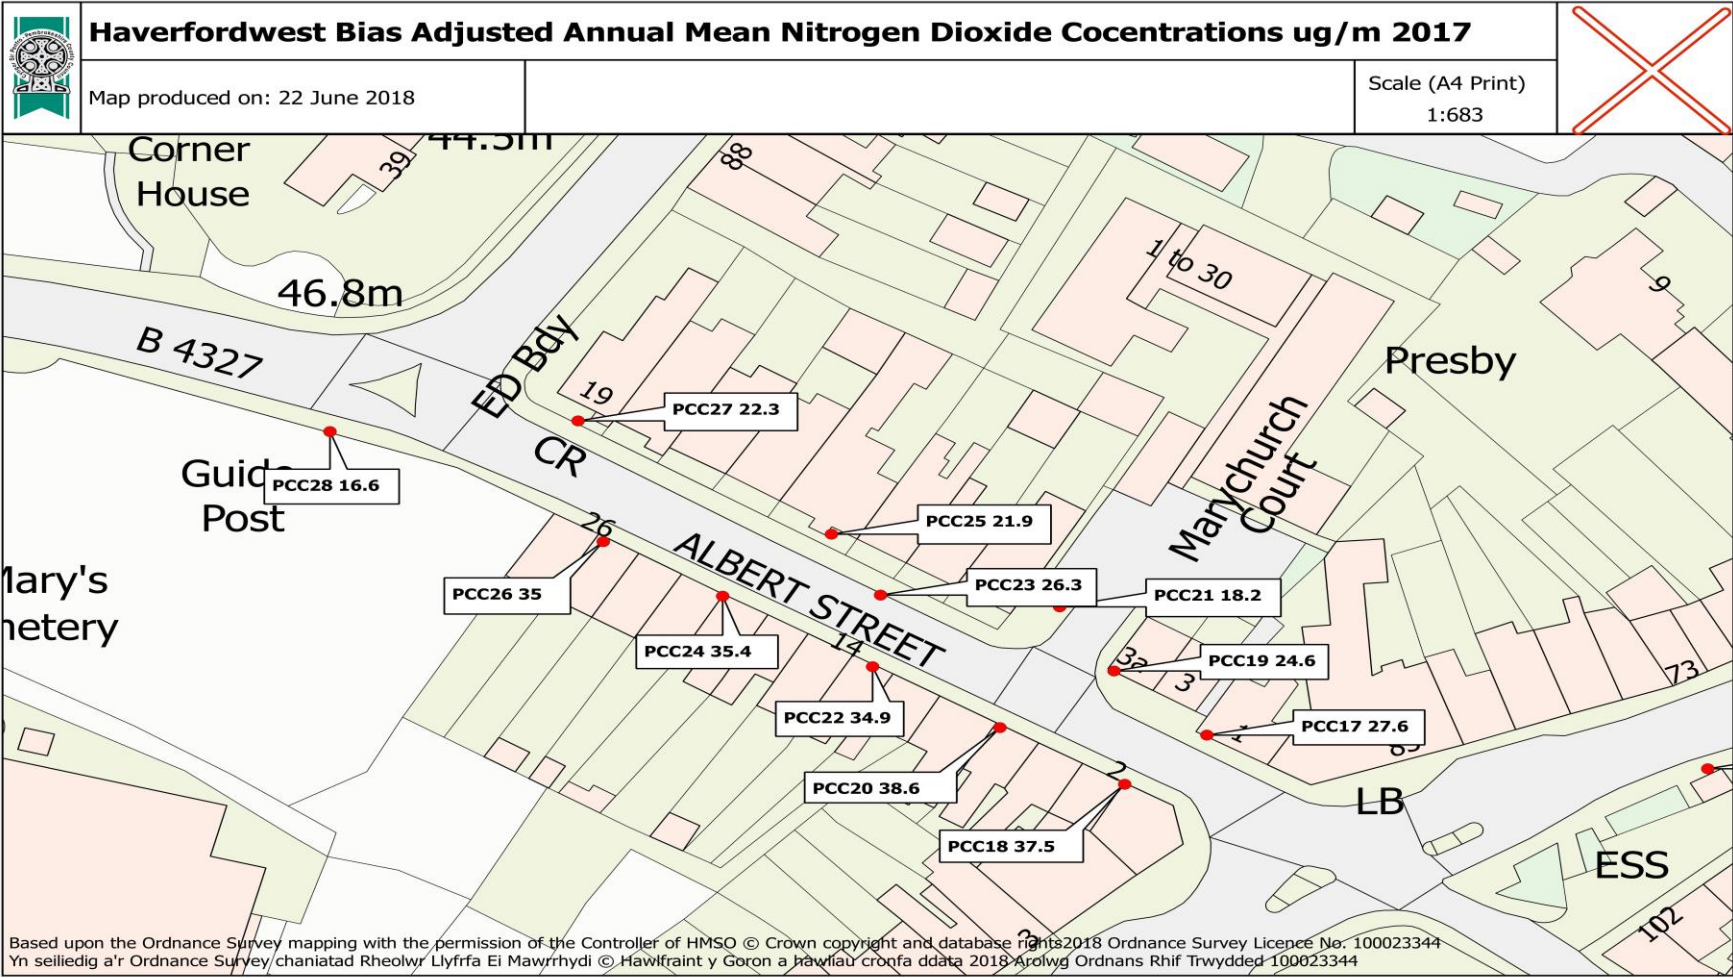 Haverfordwest Bias Adjusted Annual Mean Nitrogen Dioxide Cocentrations ug/m 2017
Map produced on: 22 June 2018
Scale (A4 Print)
1:683
Corner
House
39
44.5m
88
46.8m
B 4327
ED Bdy
19
PCC27 22.3
CR
1 to 30
9
Presby
Marychurch
Court
Guide
Post
PCC28 16.6
26
PCC25 21.9
ALBERT STREET
PCC23 26.3
PCC21 18.2
Mary's
metery
PCC26 35
PCC24 35.4
14
3a
3
PCC19 24.6
73
PCC22 34.9
PCC17 27.6
1
PCC20 38.6
2
LB
PCC18 37.5
ESS
102
3
Based upon the Ordnance Survey mapping with the permission of the Controller of HMSO © Crown copyright and database rights2018 Ordnance Survey Licence No. 100023344
Yn seiliedig a'r Ordnance Survey chaniatad Rheolwr Llyfrfa Ei Mawrrhydi © Hawlfraint y Goron a hawliau cronfa ddata 2018 Arolwg Ordnans Rhif Trwydded 100023344